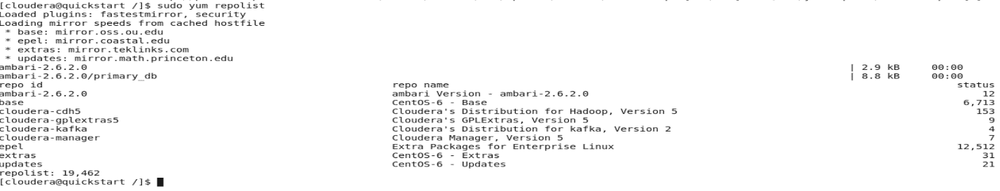 [cloudera@quickstart /]$ sudo yum repolist
Loaded plugins: fastestmirror, security
Loading mirror speeds from cached hostfile
 * base: mirror.oss.ou.edu
 * epel: mirror.coastal.edu
 * extras: mirror.teklinks.com
 * updates: mirror.math.princeton.edu
ambari-2.6.2.0 | 2.9 kB 00:00
ambari-2.6.2.0/primary_db | 8.8 kB 00:00
repo id repo name status
ambari-2.6.2.0 ambari Version - ambari-2.6.2.0 12
base CentOS-6 - Base 6,713
cloudera-cdh5 Cloudera's Distribution for Hadoop, Version 5 153
cloudera-gplextras5 Cloudera's GPLExtras, Version 5 9
cloudera-kafka Cloudera's Distribution for kafka, Version 2 4
cloudera-manager Cloudera Manager, Version 5 7
epel Extra Packages for Enterprise Linux 12,512
extras CentOS-6 - Extras 31
updates CentOS-6 - Updates 21
repolist: 19,462
[cloudera@quickstart /]$